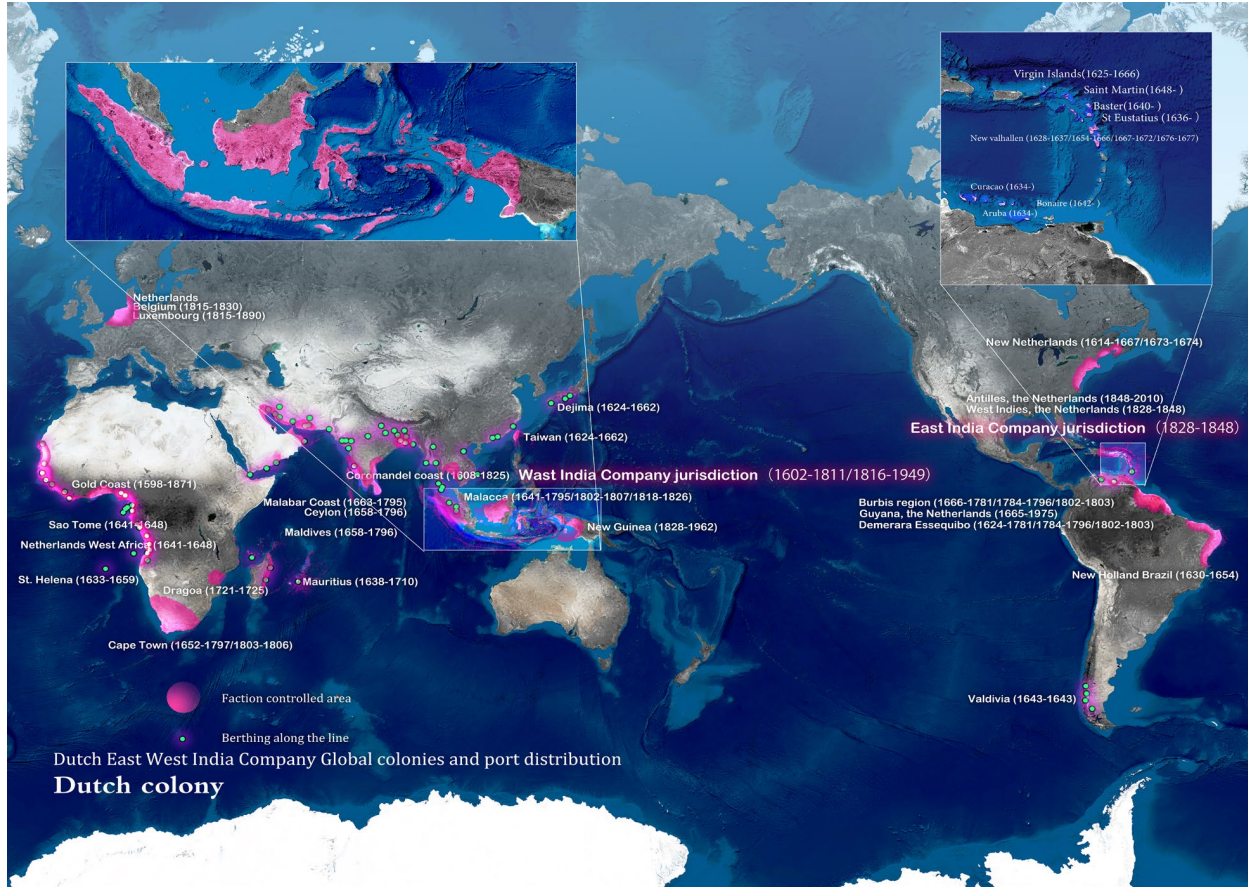 Virgin Islands(1625-1666)
Saint Martin(1648- )
Baster(1640- )
St Eustatius (1636- )
New valhallen (1628-1637/1654-1666/1667-1672/1676-1677)
Curacao (1634-)
Bonaire (1642- )
Aruba (1634-)
Netherlands
Belgium (1815-1830)
Luxembourg (1815-1890)
New Netherlands (1614-1667/1673-1674)
Antilles, the Netherlands (1848-2010)
West Indies, the Netherlands (1828-1848)
East India Company jurisdiction (1828-1848)
Dejima (1624-1662)
Taiwan (1624-1662)
Coromandel coast (1608-1825)
Wast India Company jurisdiction (1602-1811/1816-1949)
Gold Coast (1598-1871)
Malabar Coast (1663-1795)
Ceylon (1658-1796)
Malacca (1641-1795/1802-1807/1818-1826)
Maldives (1658-1796)
New Guinea (1828-1962)
Burbis region (1666-1781/1784-1796/1802-1803)
Guyana, the Netherlands (1665-1975)
Demerara Essequibo (1624-1781/1784-1796/1802-1803)
Sao Tome (1641-1648)
Netherlands West Africa (1641-1648)
St. Helena (1633-1659)
Dragoa (1721-1725)
Mauritius (1638-1710)
New Holland Brazil (1630-1654)
Cape Town (1652-1797/1803-1806)
Valdivia (1643-1643)
Faction controlled area
Berthing along the line
Dutch East West India Company Global colonies and port distribution
Dutch colony